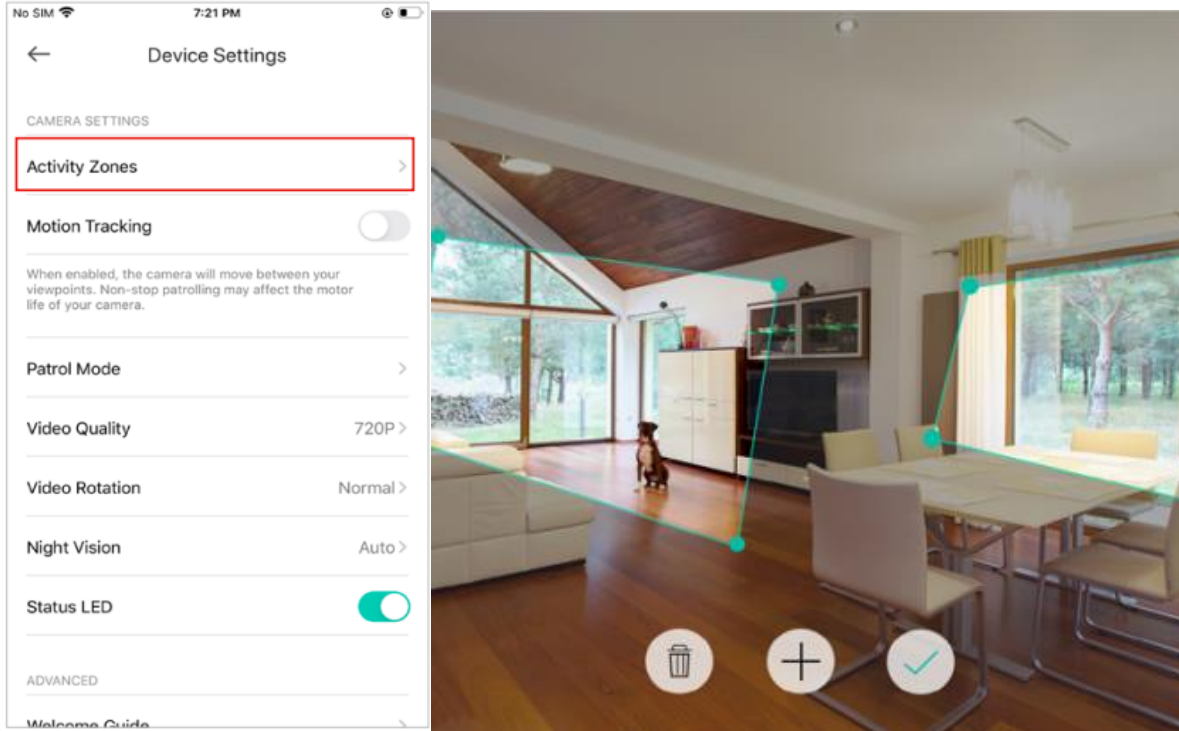 No SIM 7:21 PM
Device Settings
CAMERA SETTINGS
Activity Zones
Motion Tracking
When enabled, the camera will move between your
viewpoints. Non-stop patrolling may affect the motor
life of your camera.
Patrol Mode
Video Quality 720P
Video Rotation Normal
Night Vision Auto
Status LED
ADVANCED
Welcome Guide